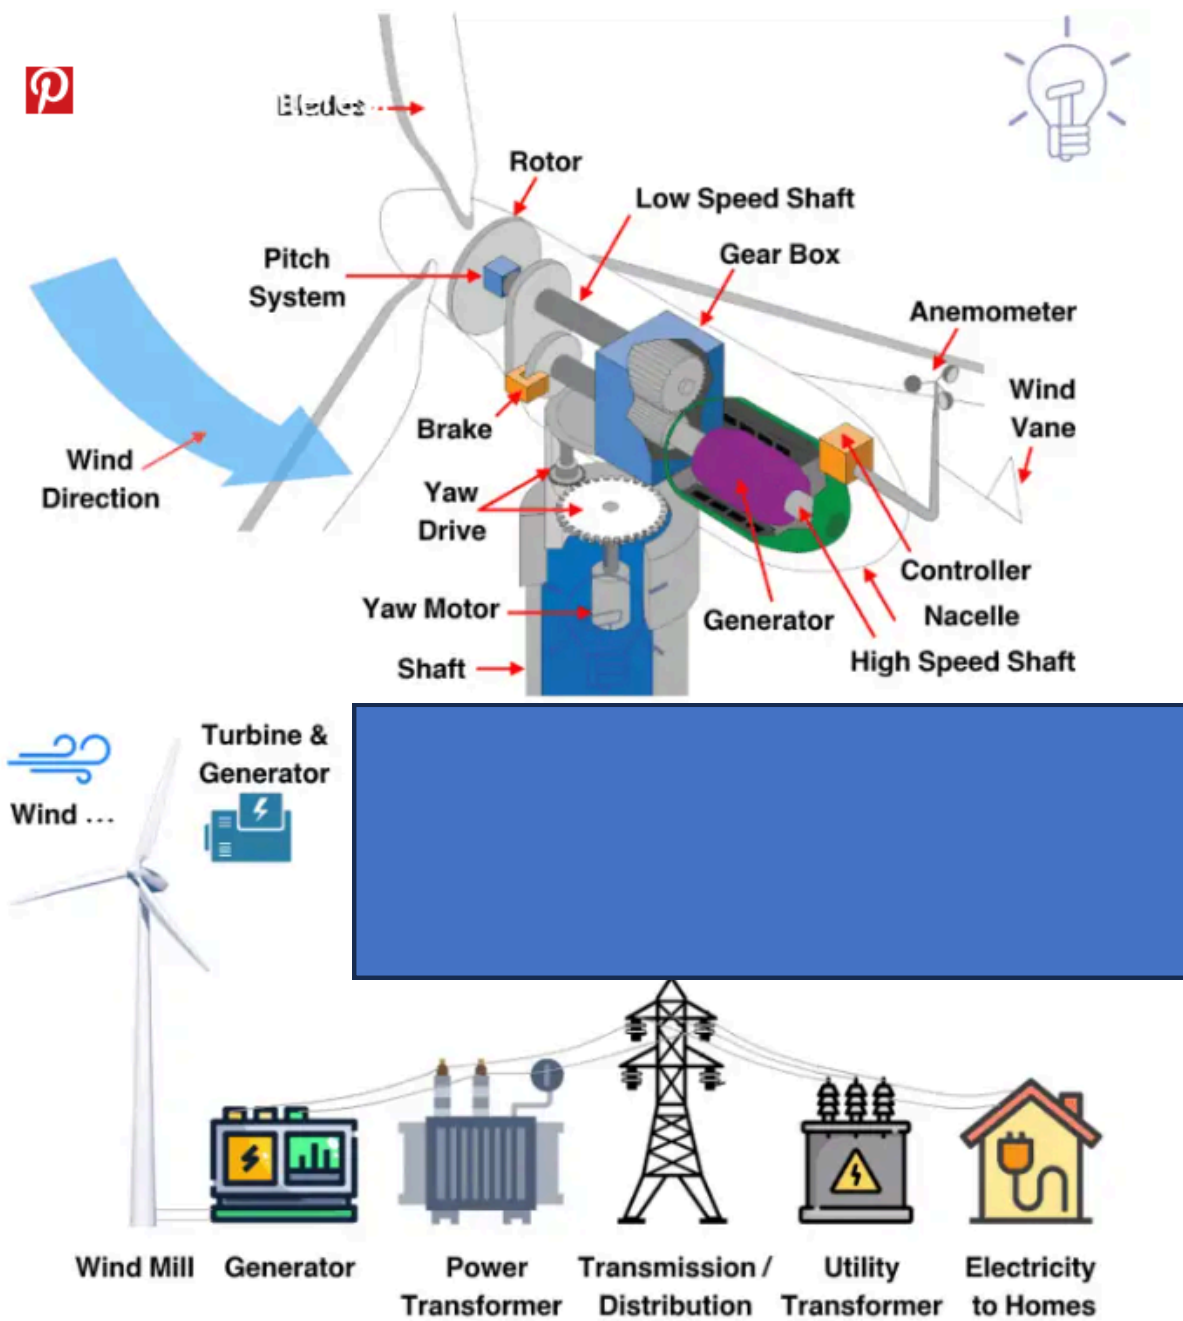 Blades
Rotor
Low Speed Shaft
Gear Box
Pitch
System
Anemometer
Wind
Vane
Brake
Wind
Direction
Yaw
Drive
Controller
Yaw Motor
Generator
Nacelle
High Speed Shaft
Shaft
Turbine &
Generator
Wind ...
Wind Mill
Generator
Power
Transformer
Transmission /
Distribution
Utility
Transformer
Electricity
to Homes